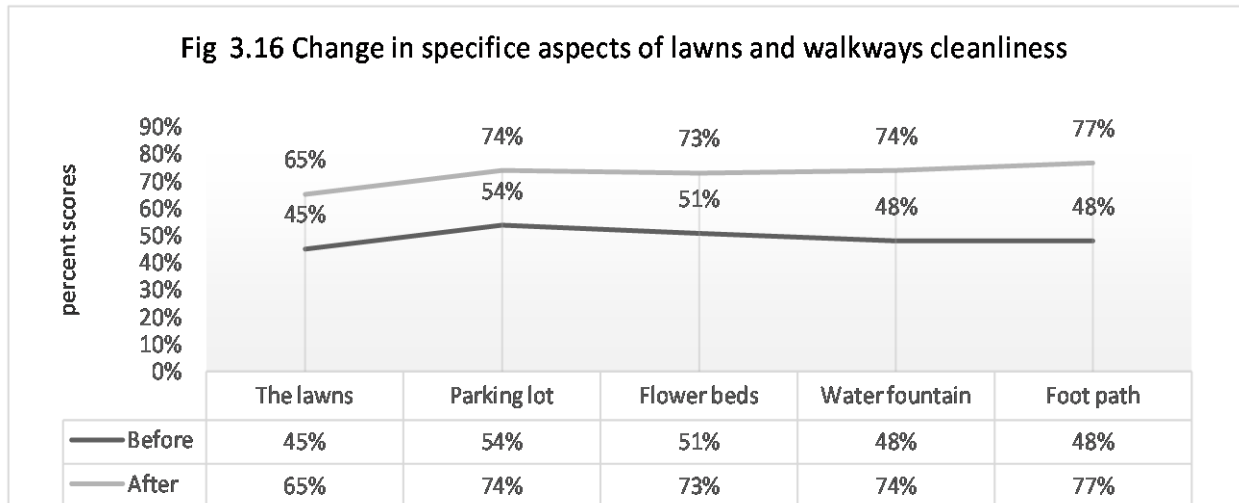 Fig 3.16 Change in specifice aspects of lawns and walkways cleanliness
percent scores
90%
80%
70%
60%
50%
40%
30%
20%
10%
0%
65% 74% 73% 74% 77%
45% 54% 51% 48% 48%
The lawns Parking lot Flower beds Water fountain Foot path
Before 45% 54% 51% 48% 48%
After 65% 74% 73% 74% 77%